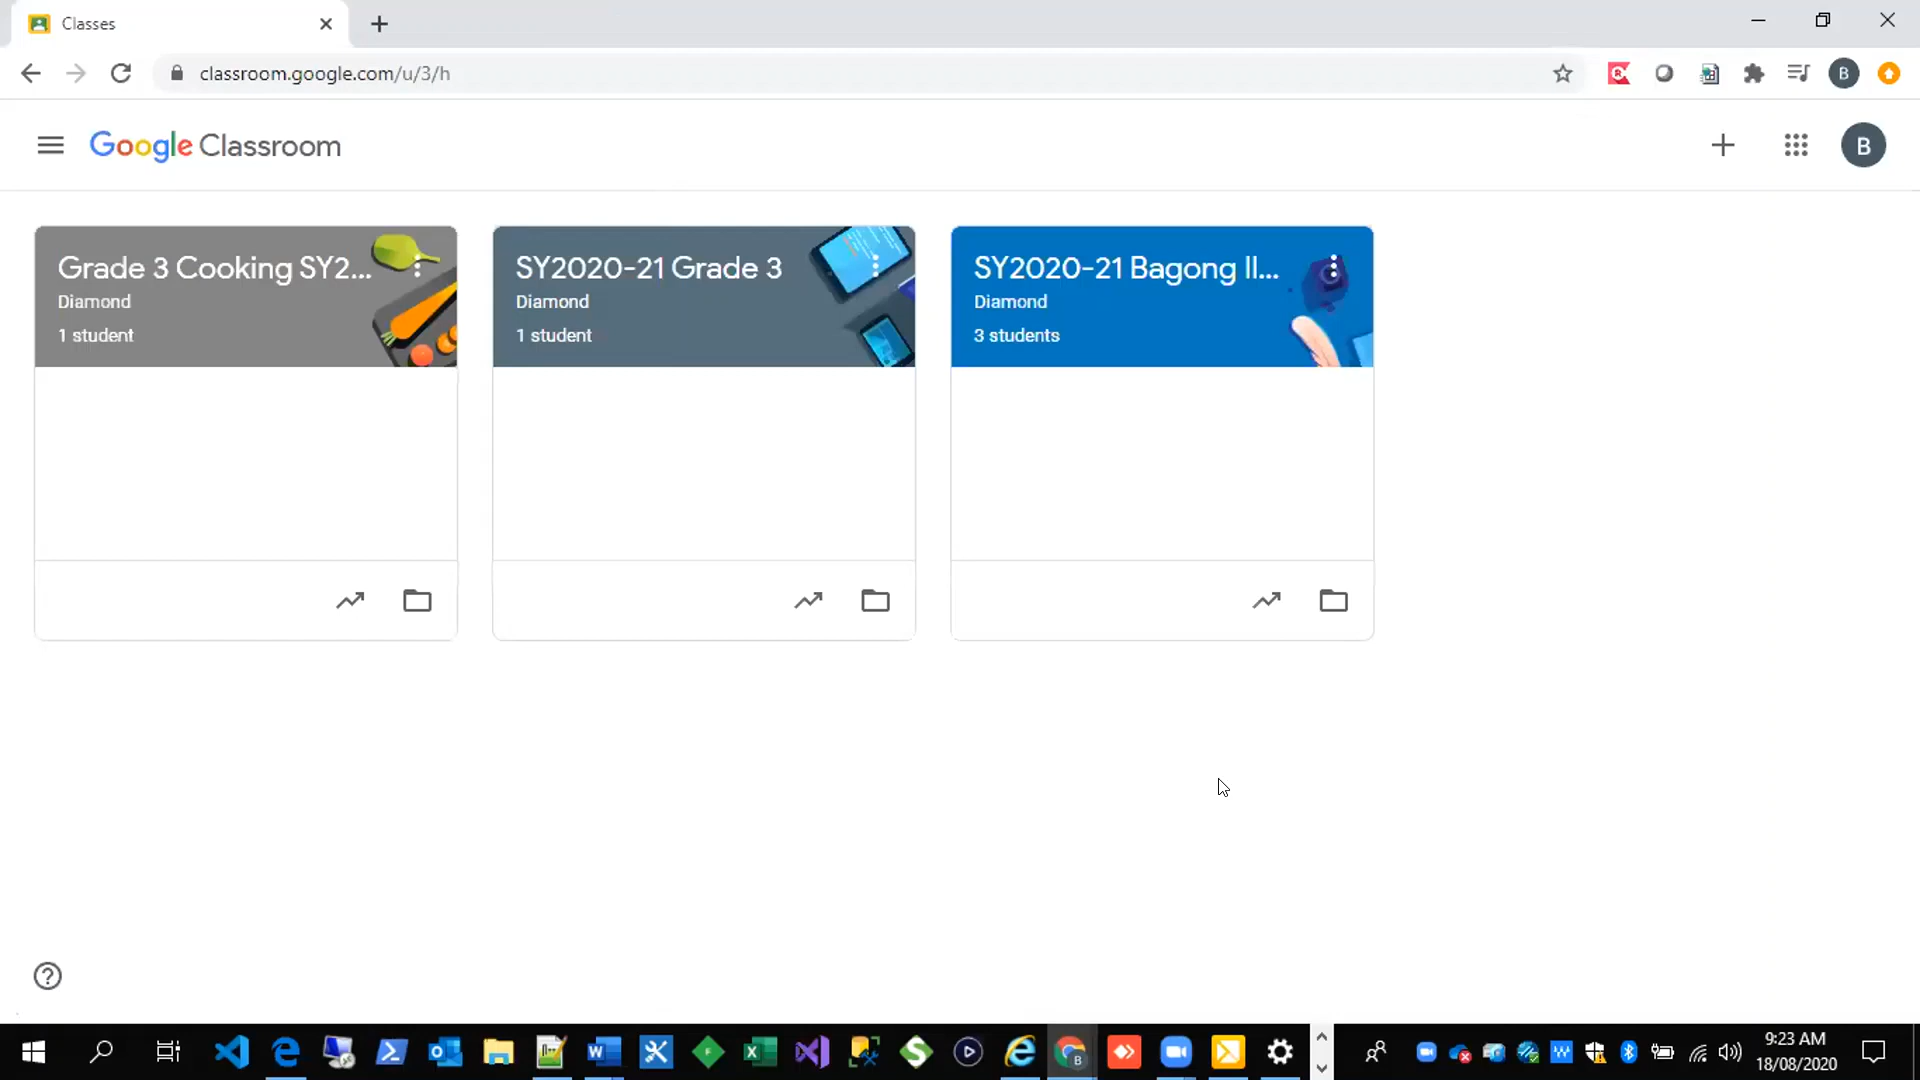 Classes
classroom.google.com/u/3/h
B
Google Classroom
B
Grade 3 Cooking SY2...
Diamond
1 student
SY2020-21 Grade 3
Diamond
1 student
SY2020-21 Bagong Il...
Diamond
3 students
9:23 AM
18/08/2020